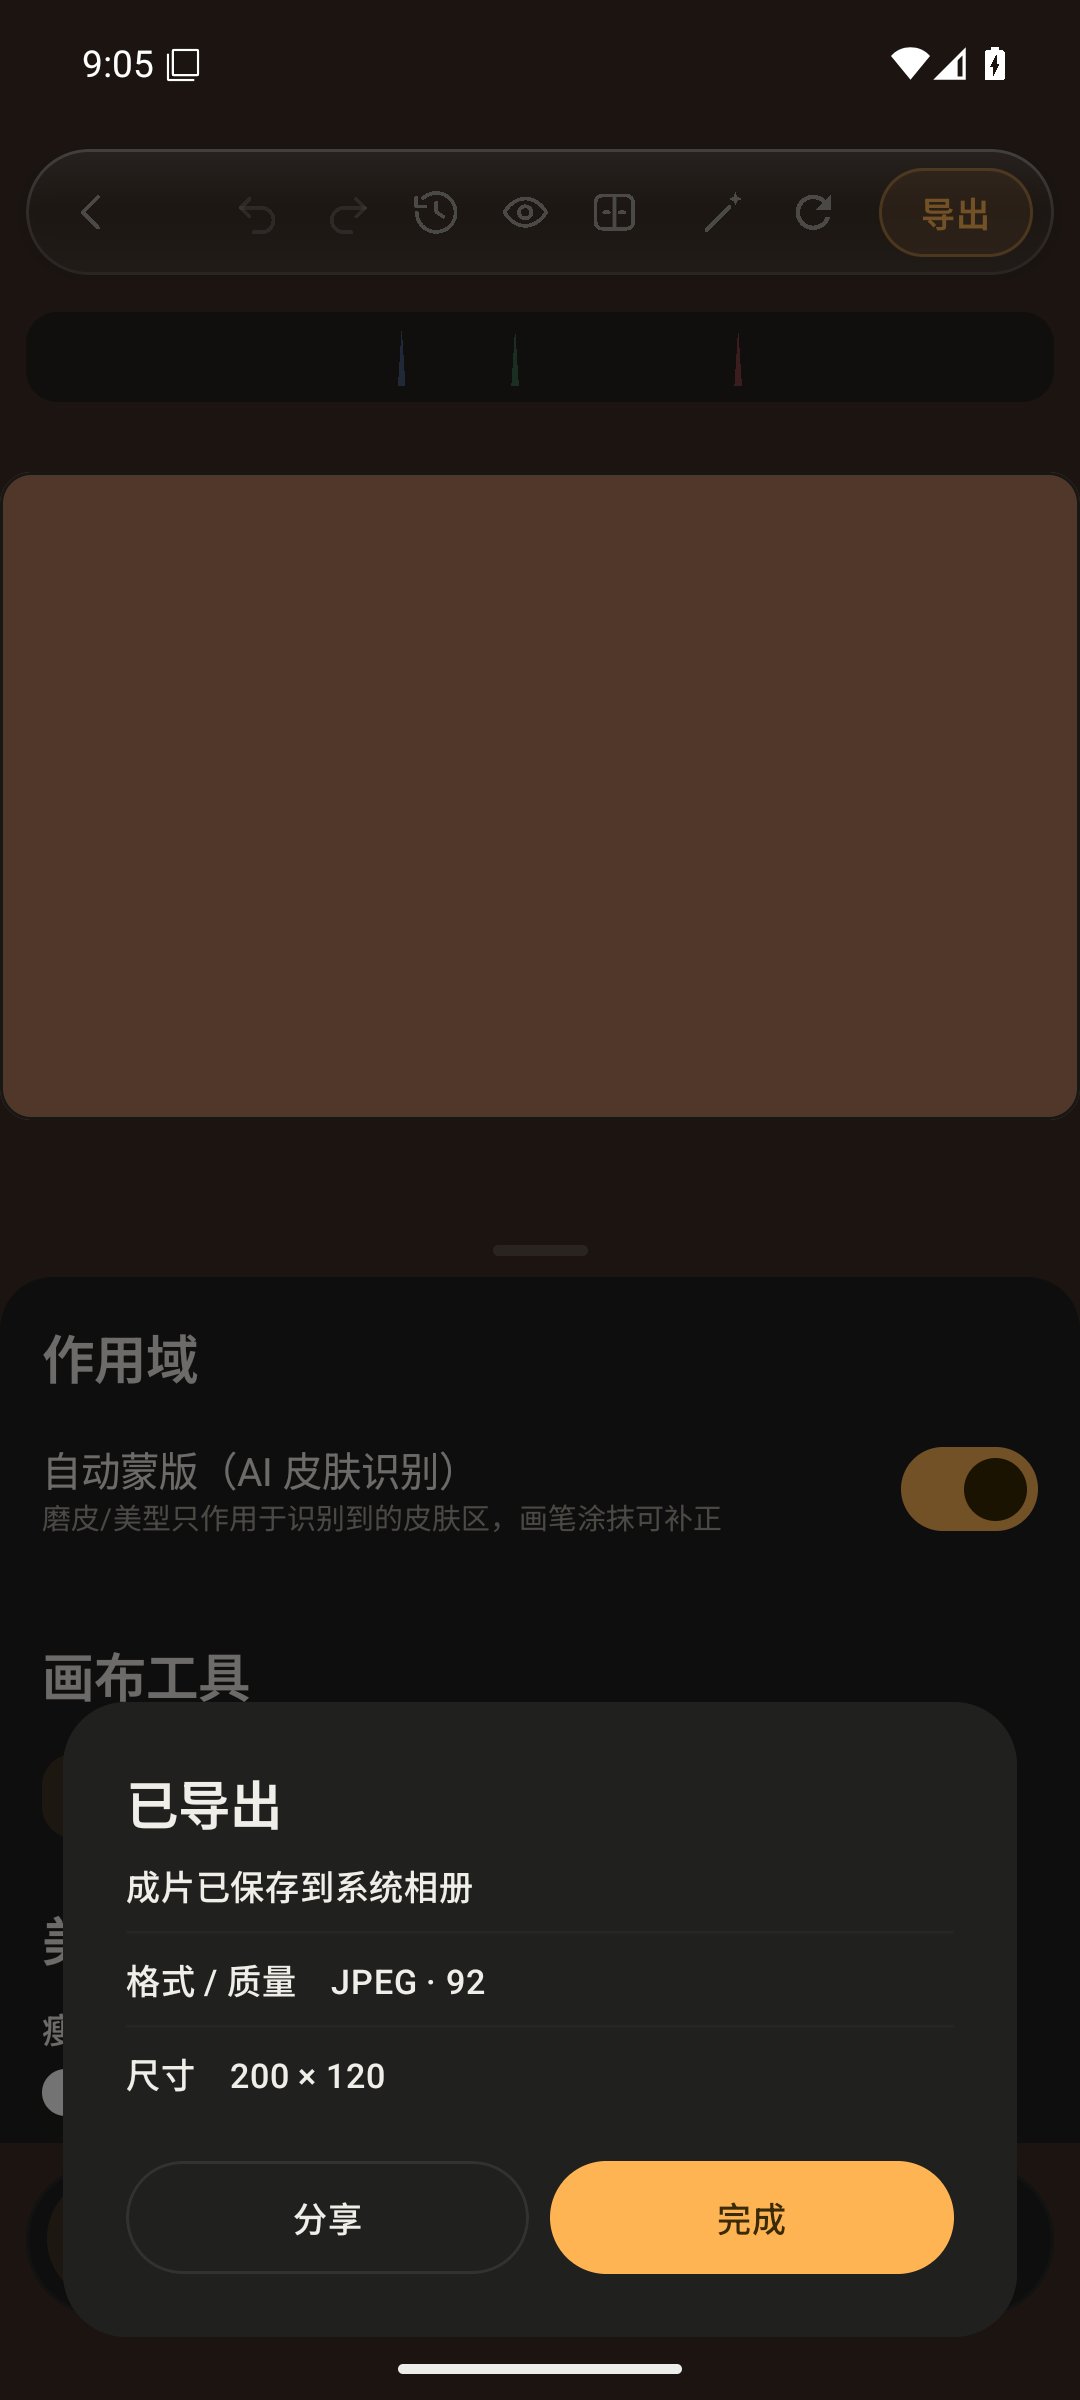 9:05
导出
作用域
自动蒙版（AI 皮肤识别）
磨皮/美型只作用于识别到的皮肤区，画笔涂抹可补正
画布工具
已导出
成片已保存到系统相册
格式 / 质量 JPEG · 92
尺寸 200 × 120
分享 完成